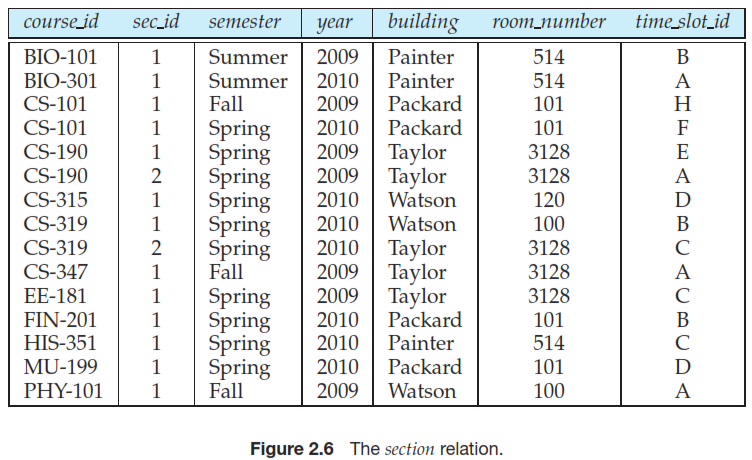 course_id sec_id semester year building room_number time_slot_id
BIO-101 1 Summer 2009 Painter 514 B
BIO-301 1 Summer 2010 Painter 514 A
CS-101 1 Fall 2009 Packard 101 H
CS-101 1 Spring 2010 Packard 101 F
CS-190 1 Spring 2009 Taylor 3128 E
CS-190 2 Spring 2009 Taylor 3128 A
CS-315 1 Spring 2010 Watson 120 D
CS-319 1 Spring 2010 Watson 100 B
CS-319 2 Spring 2010 Taylor 3128 C
CS-347 1 Fall 2009 Taylor 3128 A
EE-181 1 Spring 2009 Taylor 3128 C
FIN-201 1 Spring 2010 Packard 101 B
HIS-351 1 Spring 2010 Painter 514 C
MU-199 1 Spring 2010 Packard 101 D
PHY-101 1 Fall 2009 Watson 100 A
Figure 2.6 The section relation.